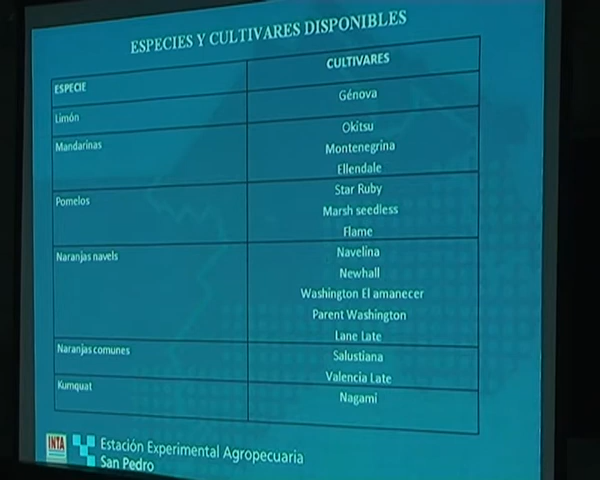 ESPECIES Y CULTIVARES DISPONIBLES
ESPECIE CULTIVARES
Limón Génova
Mandarinas Okitsu
Montenegrina
Ellendale
Pomelos Star Ruby
Marsh seedless
Flame
Naranjas navels Navelina
Newhall
Washington El amanecer
Parent Washington
Lane Late
Naranjas comunes Salustiana
Valencia Late
Kumquat Nagami
INTA Estación Experimental Agropecuaria
San Pedro